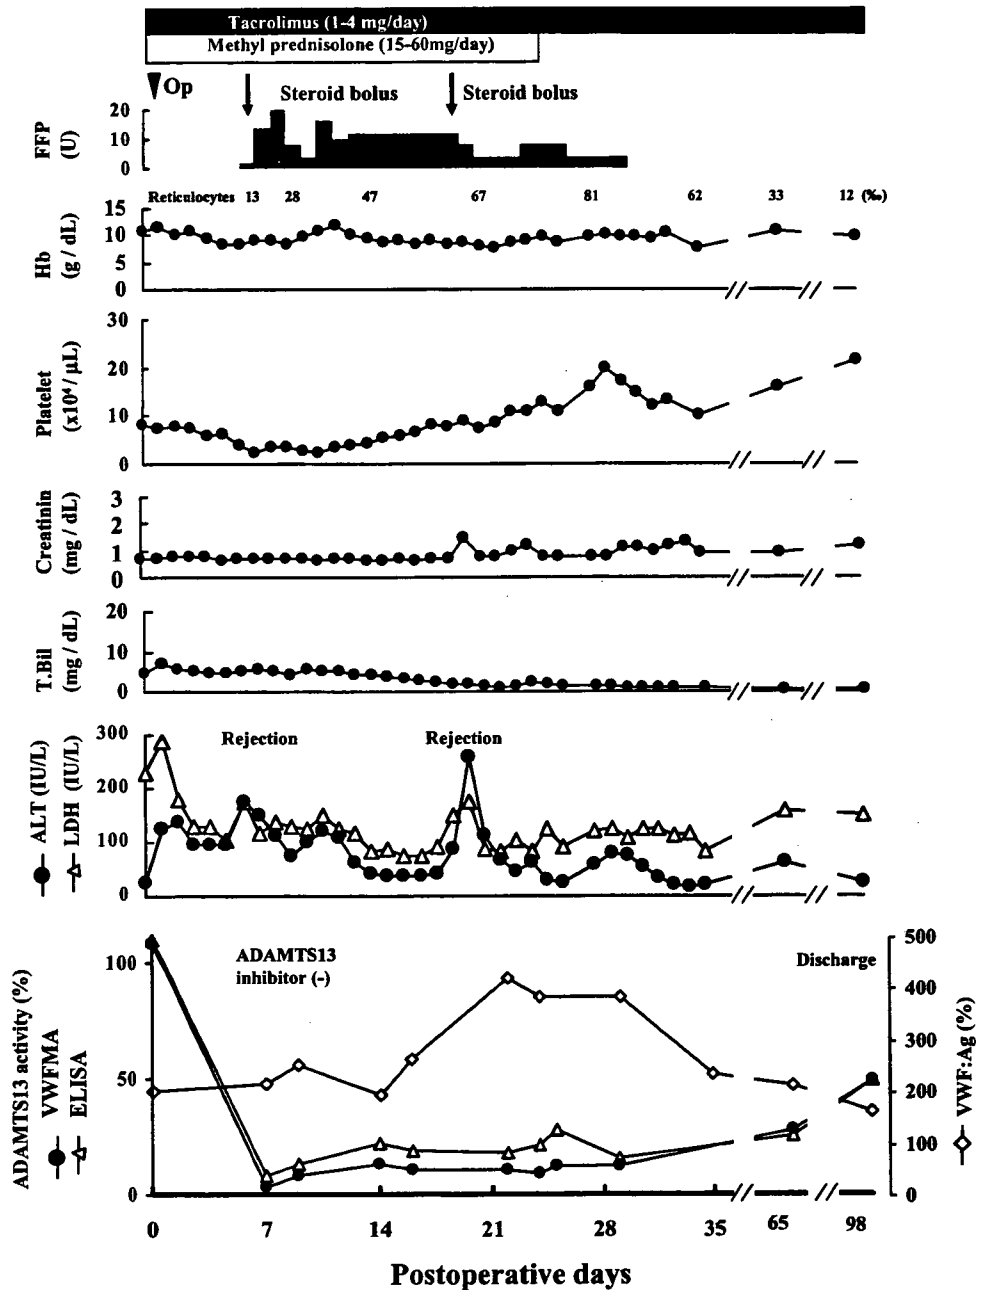 Tacrolimus (1-4 mg/day)
Methyl prednisolone (15-60mg/day)
Op
Steroid bolus
Steroid bolus
FFP
(U)
20
10
0
Reticulocytes 13 28 47 67 81 62 33 12 (‰)
Hb
(g / dL)
15
10
5
0
Platelet
(x10⁴ / μL)
30
20
10
0
Creatinin
(mg / dL)
3
2
1
0
T.Bil
(mg / dL)
20
10
0
ALT (IU/L)
LDH (IU/L)
300
200
100
0
Rejection
Rejection
ADAMTS13 activity (%)
VWFMA
ELISA
100
50
0
ADAMTS13
inhibitor (-)
Discharge
500
400
300
200
100
0
VWF:Ag (%)
0 7 14 21 28 35 65 98
Postoperative days